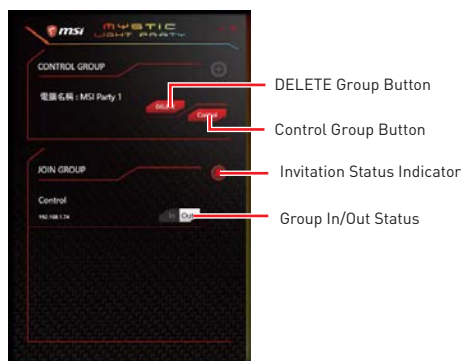 msi MYSTIC LIGHT PARTY
CONTROL GROUP
電腦名稱 : MSI Party 1
DELETE
Control
JOIN GROUP
Control
192.168.1.74
In Out
DELETE Group Button
Control Group Button
Invitation Status Indicator
Group In/Out Status